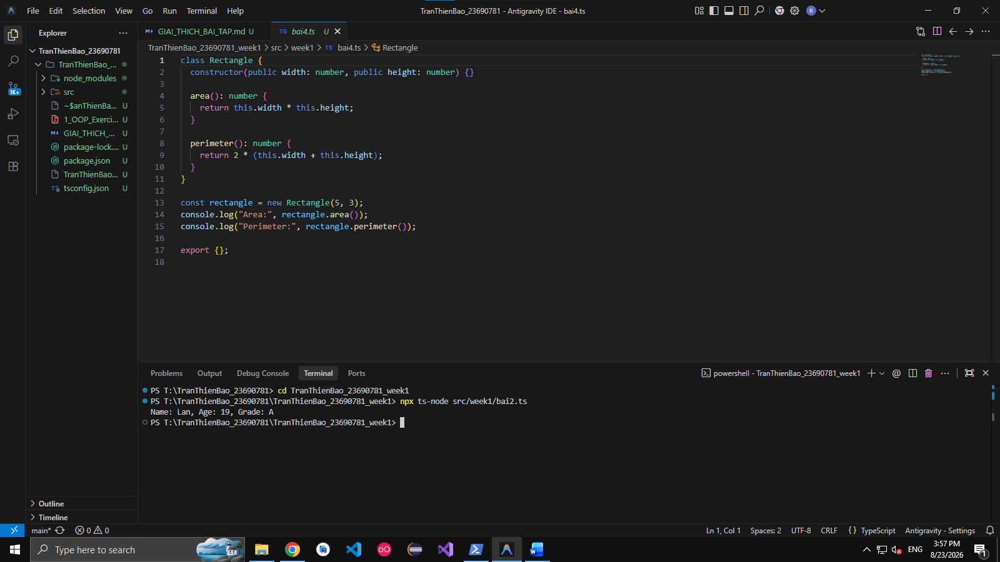 File Edit Selection View Go Run Terminal Help
TranThienBao_23690781 - Antigravity IDE - bai4.ts
B
Explorer
TranThienBao_23690781
TranThienBao_...
node_modules
src
~$anThienBa... U
1_OOP_Exerci... U
GIAI_THICH_... U
package-lock.... U
package.json U
TranThienBao... U
tsconfig.json U
1K+
Outline
Timeline
GIAI_THICH_BAI_TAP.md U
TS bai4.ts U
TranThienBao_23690781_week1 > src > week1 > TS bai4.ts > Rectangle
1 class Rectangle {
2 constructor(public width: number, public height: number) {}
3
4 area(): number {
5 return this.width * this.height;
6 }
7
8 perimeter(): number {
9 return 2 * (this.width + this.height);
10 }
11 }
12
13 const rectangle = new Rectangle(5, 3);
14 console.log("Area:", rectangle.area());
15 console.log("Perimeter:", rectangle.perimeter());
16
17 export {};
18
Problems Output Debug Console Terminal Ports
powershell - TranThienBao_23690781_week1
PS T:\TranThienBao_23690781> cd TranThienBao_23690781_week1
PS T:\TranThienBao_23690781\TranThienBao_23690781_week1> npx ts-node src/week1/bai2.ts
Name: Lan, Age: 19, Grade: A
PS T:\TranThienBao_23690781\TranThienBao_23690781_week1>
main* 0 0
Ln 1, Col 1 Spaces: 2 UTF-8 CRLF {} TypeScript Antigravity - Settings
Type here to search
ENG
3:57 PM
8/23/2026
1